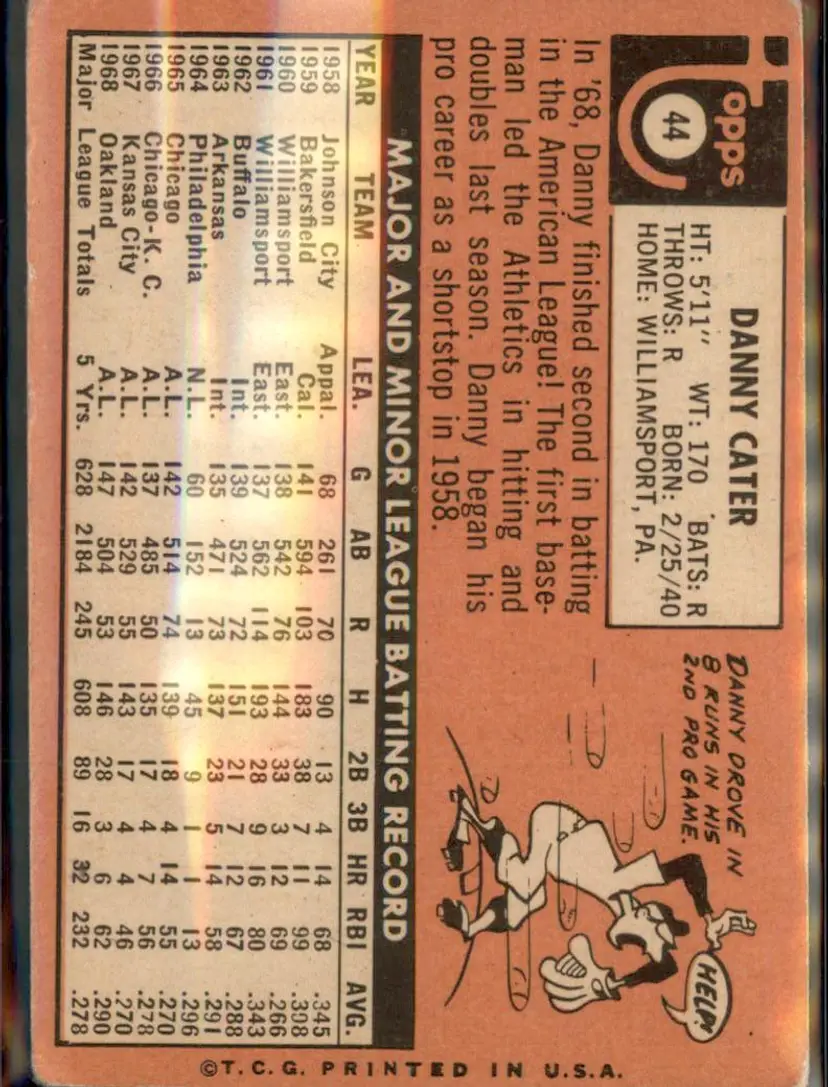 Topps
44
DANNY CATER
HT: 5'11" WT: 170 BATS: R
THROWS: R BORN: 2/25/40
HOME: WILLIAMSPORT, PA.
In '68, Danny finished second in batting
in the American League! The first base-
man led the Athletics in hitting and
doubles last season. Danny began his
pro career as a shortstop in 1958.
DANNY DROVE IN
8 RUNS IN HIS
2ND PRO GAME.
HELP!
MAJOR AND MINOR LEAGUE BATTING RECORD
YEAR TEAM LEA. G AB R H 2B 3B HR RBI AVG.
1958 Johnson City Appal. 68 261 70 90 13 4 14 68 .345
1959 Bakersfield Cal. 141 594 103 183 38 7 11 99 .308
1960 Williamsport East. 138 542 76 144 33 3 12 69 .266
1961 Williamsport East. 137 562 114 193 28 9 16 80 .343
1962 Buffalo Int. 139 524 72 151 21 7 12 67 .288
1963 Arkansas Int. 135 471 73 137 23 5 14 58 .291
1964 Philadelphia N.L. 60 152 13 45 9 1 1 13 .296
1965 Chicago A.L. 142 514 74 139 18 4 14 55 .270
1966 Chicago-K. C. A.L. 137 485 50 135 17 4 7 56 .278
1967 Kansas City A.L. 142 529 55 143 17 4 4 46 .270
1968 Oakland A.L. 147 504 53 146 28 3 6 62 .290
Major League Totals 5 Yrs. 628 2184 245 608 89 16 32 232 .278
©T.C.G. PRINTED IN U.S.A.